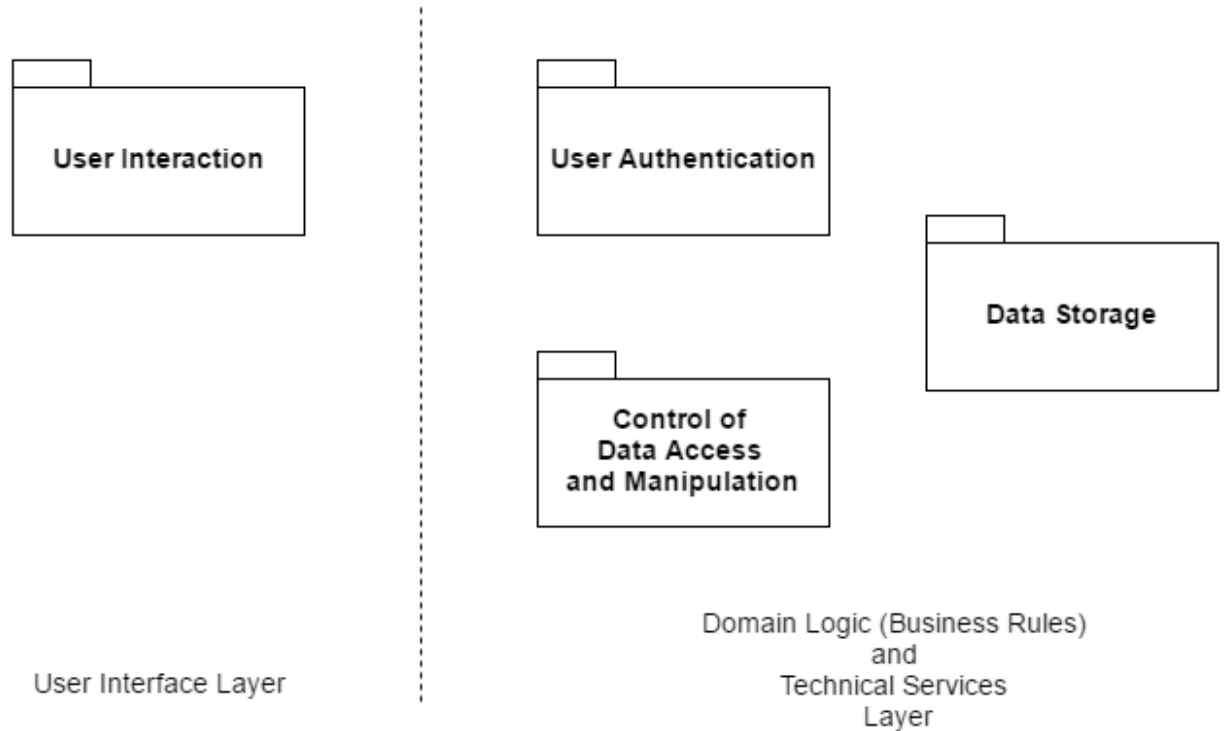 User Interaction
User Authentication
Data Storage
Control of
Data Access
and Manipulation
User Interface Layer
Domain Logic (Business Rules)
and
Technical Services
Layer